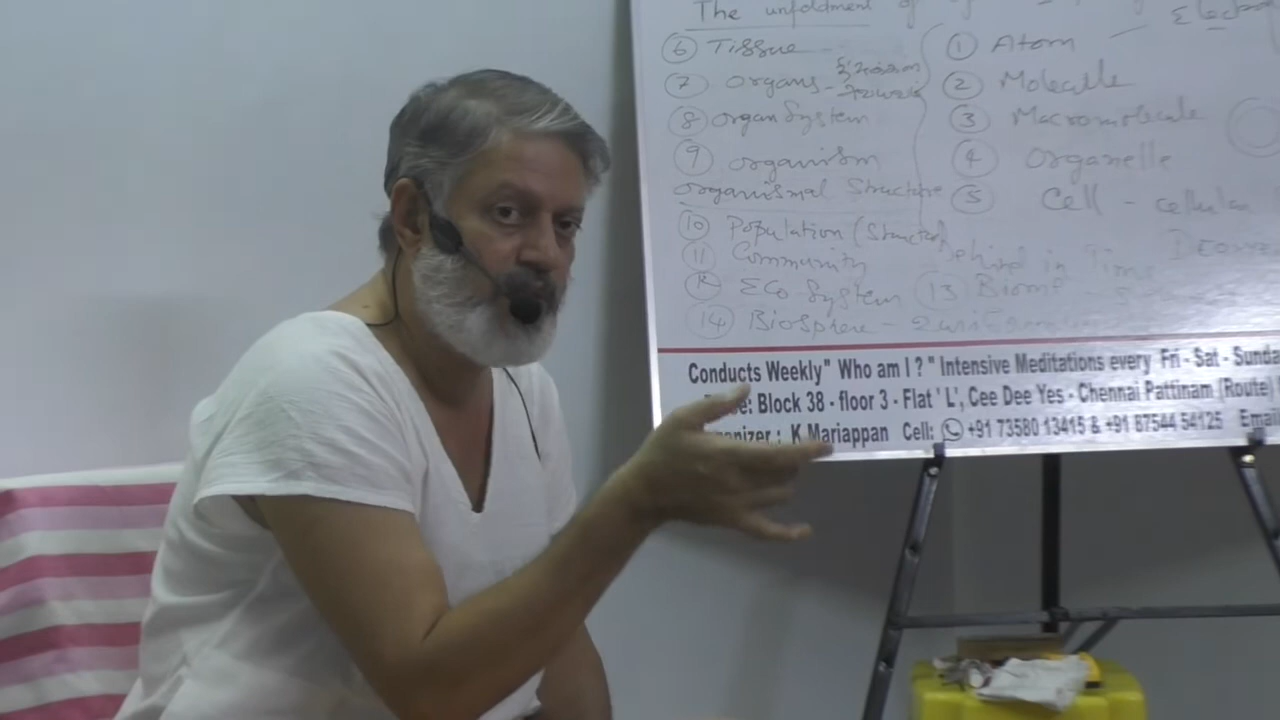 The unfoldment of
⑥ Tissue
⑦ organs -
⑧ organ System
⑨ organism
organismal Structure
⑩ Population (Structure)
⑪ Community
⑫ Eco System ⑬ Biome
⑭ BioSphere -
① Atom
② Molecule
③ Macromolecule
④ organelle
⑤ Cell - cellular
behind in Time
Conducts Weekly" Who am I ? " Intensive Meditations every Fri - Sat - Sunda
Block 38 - floor 3 - Flat ' L', Cee Dee Yes - Chennai Pattinam (Route)
K Mariappan Cell: +91 73580 13415 & +91 87544 54125 Email